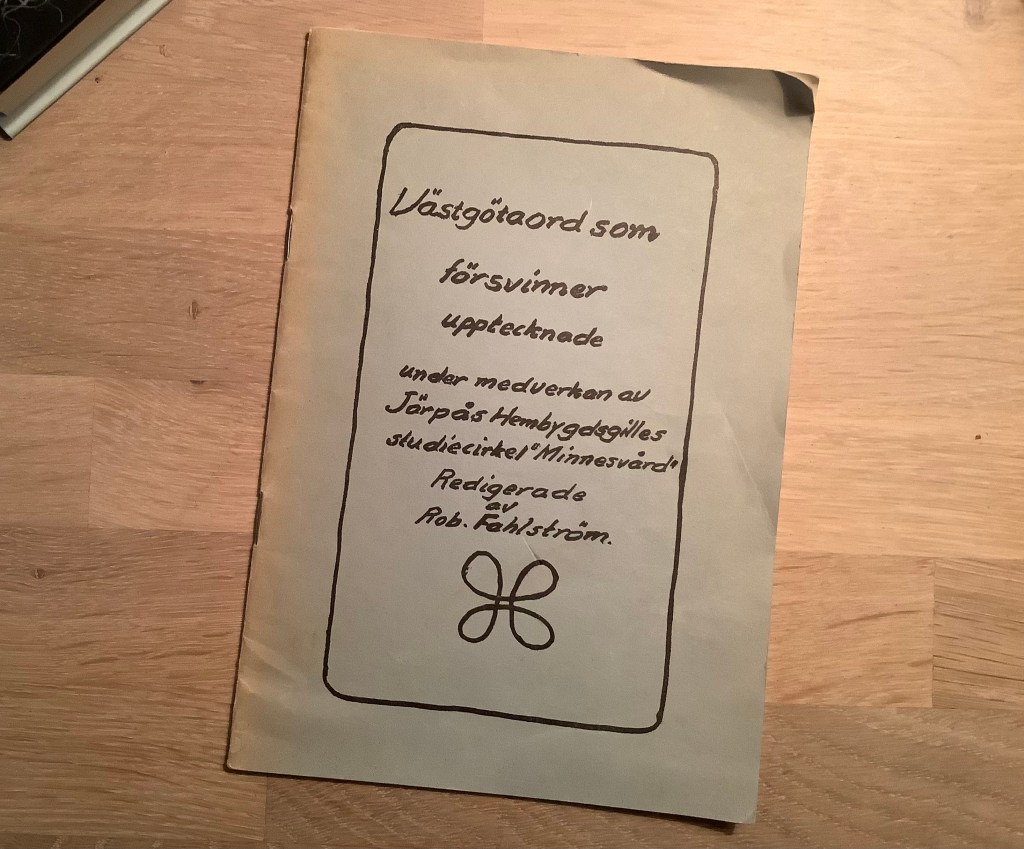 Västgötaord som
försvinner
upptecknade
under medverkan av
Järpås Hembygdsgilles
studiecirkel "Minnesvård"
Redigerade
av
Rob. Fahlström.